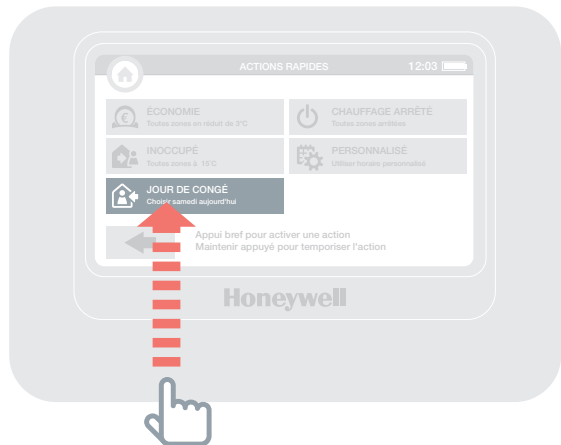 ACTIONS RAPIDES 12:03
ÉCONOMIE
Toutes zones en réduit de 3°C
CHAUFFAGE ARRÊTÉ
Toutes zones arrêtées
INOCCUPÉ
Toutes zones à 15°C
PERSONNALISÉ
Utiliser horaire personnalisé
JOUR DE CONGÉ
Choisir samedi aujourd'hui
Appui bref pour activer une action
Maintenir appuyé pour temporiser l'action
Honeywell